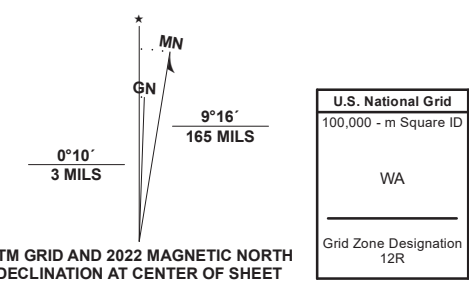 ★
MN
GN
9°16´
165 MILS
0°10´
3 MILS
TM GRID AND 2022 MAGNETIC NORTH
DECLINATION AT CENTER OF SHEET
U.S. National Grid
100,000 - m Square ID
WA
Grid Zone Designation
12R